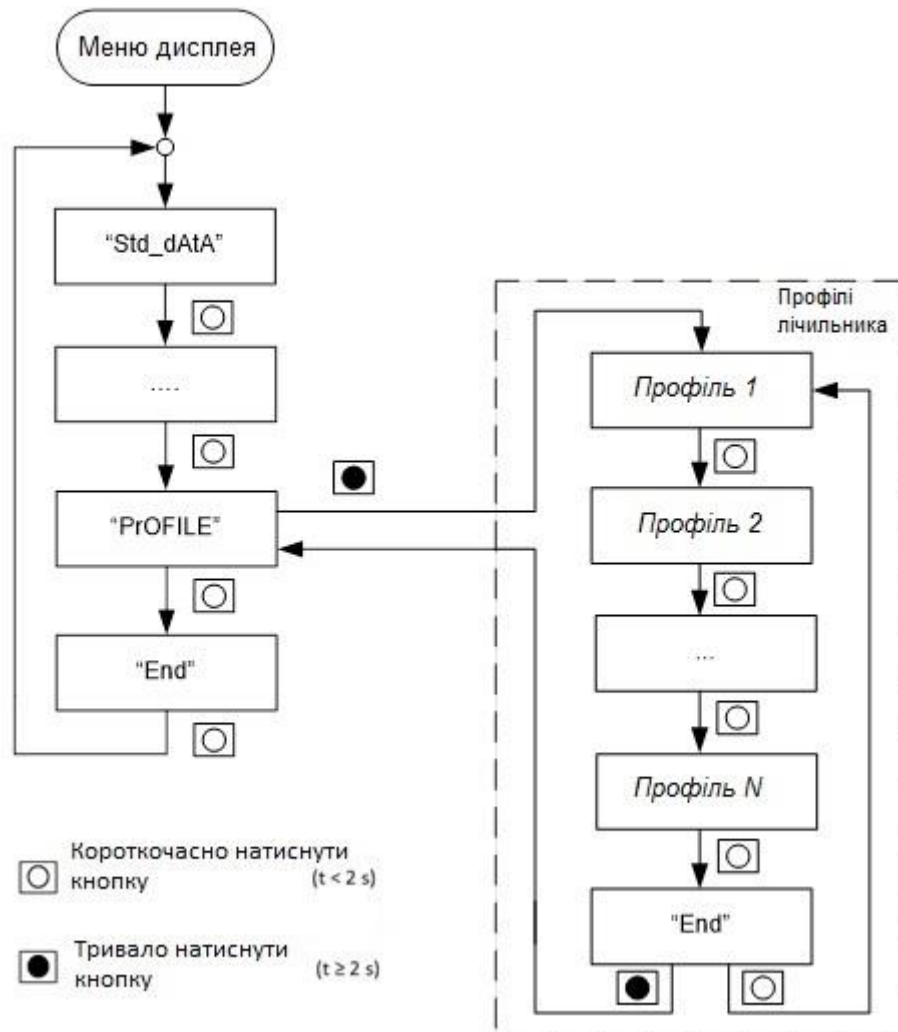 Меню дисплея
“Std_dAtA”
....
“PrOFILE”
“End”
Профілі
лічильника
Профіль 1
Профіль 2
...
Профіль N
“End”
Короткочасно натиснути
кнопку (t < 2 s)
Тривало натиснути
кнопку (t ≥ 2 s)